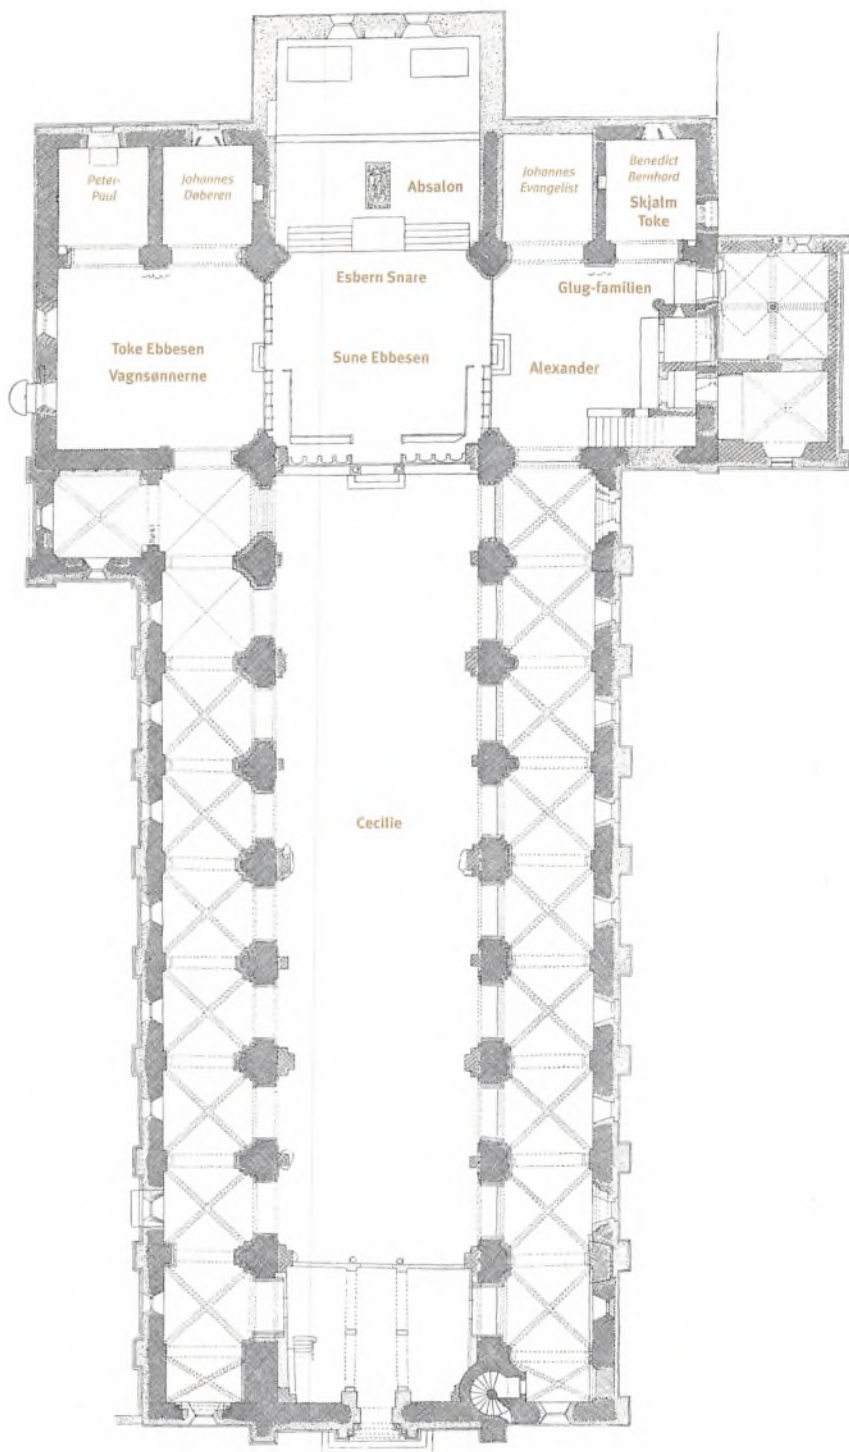 Peter-
Paul
Johannes
Døberen
Absalon
Johannes
Evangelist
Benedict
Bernhard
Skjalm
Toke
Esbern Snare
Glug-familien
Toke Ebbesen
Vagnsønnerne
Sune Ebbesen
Alexander
Cecilie